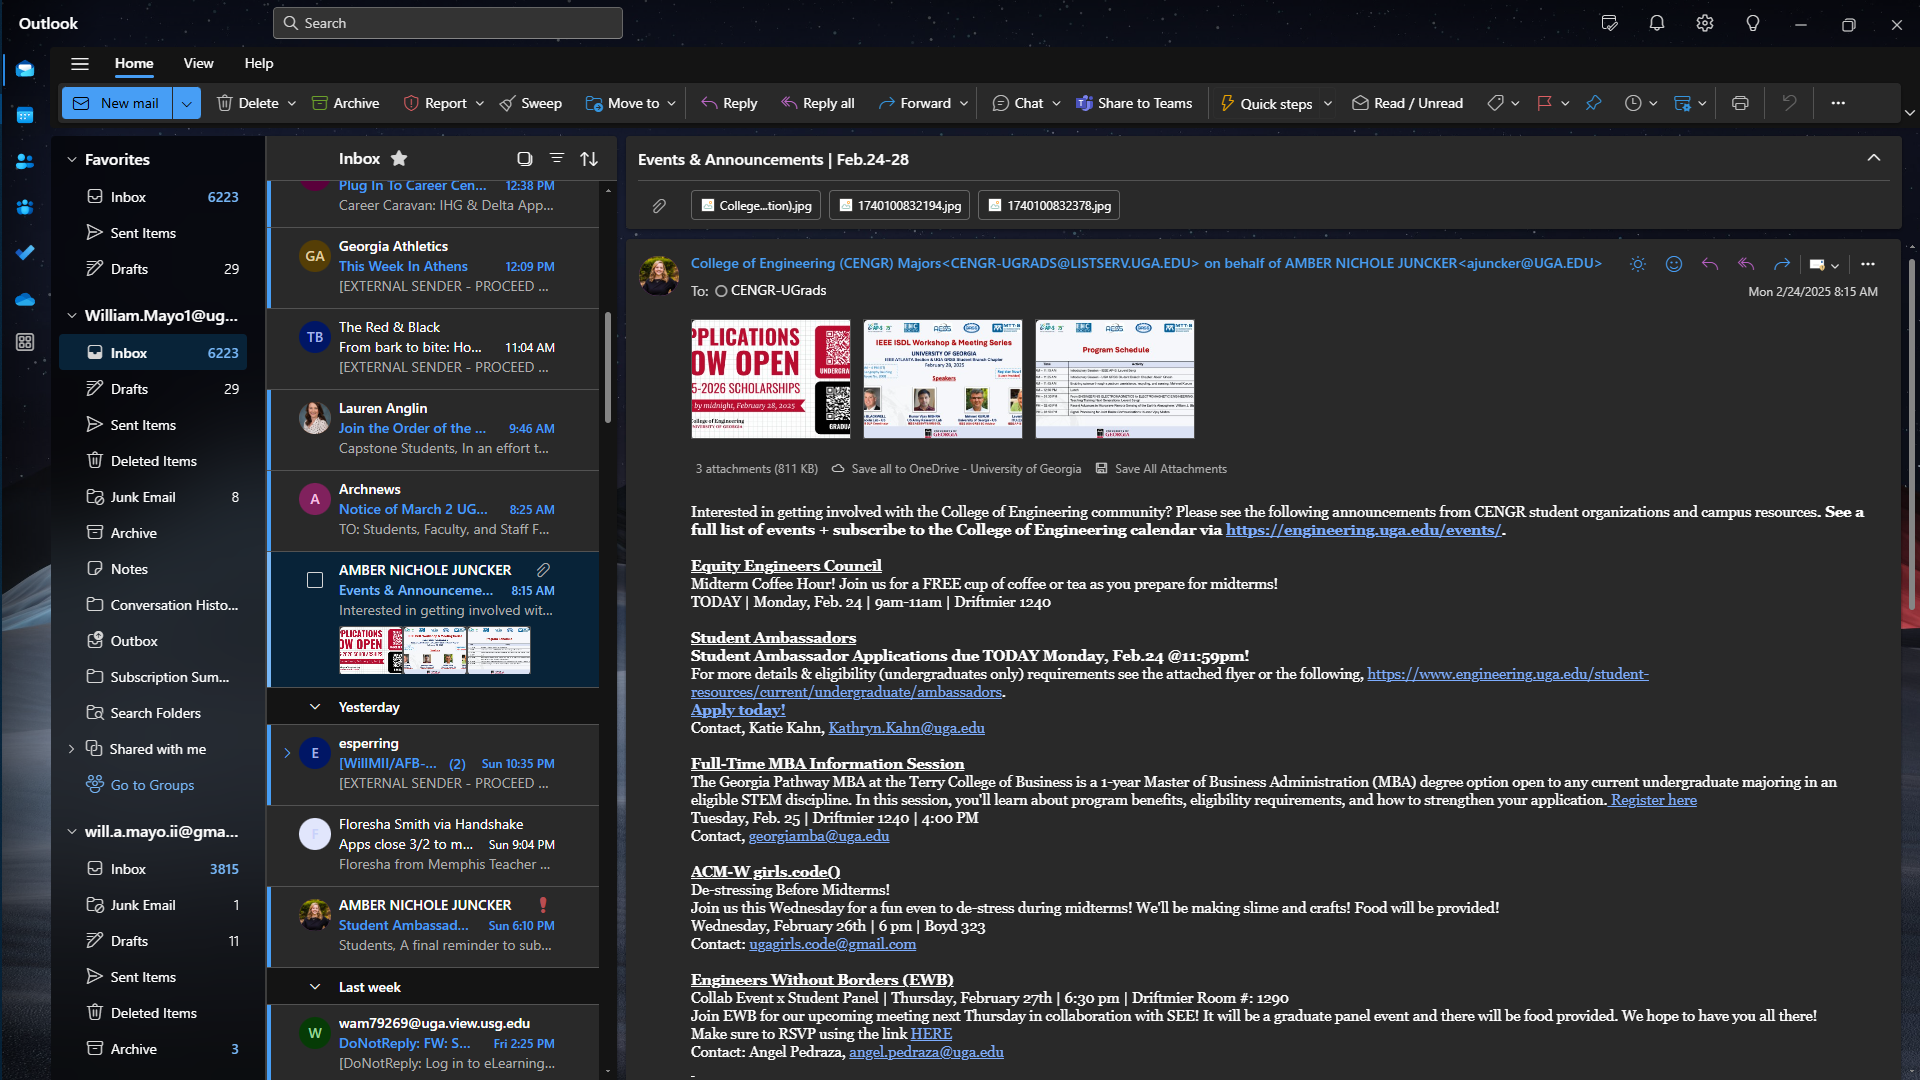 Outlook
Search
Home
View
Help
New mail
Delete
Archive
Report
Sweep
Move to
Reply
Reply all
Forward
Chat
Share to Teams
Quick steps
Read / Unread
Favorites
Inbox 6223
Sent Items
Drafts 29
William.Mayo1@ug...
Inbox 6223
Drafts 29
Sent Items
Deleted Items
Junk Email 8
Archive
Notes
Conversation Histo...
Outbox
Subscription Sum...
Search Folders
Shared with me
Go to Groups
will.a.mayo.ii@gma...
Inbox 3815
Junk Email 1
Drafts 11
Sent Items
Deleted Items
Archive 3
Inbox
Plug In To Career Cen... 12:38 PM
Career Caravan: IHG & Delta App...
GA
Georgia Athletics
This Week In Athens 12:09 PM
[EXTERNAL SENDER - PROCEED ...
TB
The Red & Black
From bark to bite: Ho... 11:04 AM
[EXTERNAL SENDER - PROCEED ...
Lauren Anglin
Join the Order of the ... 9:46 AM
Capstone Students, In an effort t...
A
Archnews
Notice of March 2 UG... 8:25 AM
TO: Students, Faculty, and Staff F...
AMBER NICHOLE JUNCKER
Events & Announceme... 8:15 AM
Interested in getting involved wit...
Yesterday
E
esperring
[WillMII/AFB-... (2) Sun 10:35 PM
[EXTERNAL SENDER - PROCEED ...
F
Floresha Smith via Handshake
Apps close 3/2 to m... Sun 9:04 PM
Floresha from Memphis Teacher ...
AMBER NICHOLE JUNCKER
Student Ambassad... Sun 6:10 PM
Students, A final reminder to sub...
Last week
W
wam79269@uga.view.usg.edu
DoNotReply: FW: S... Fri 2:25 PM
[DoNotReply: Log in to eLearning...
Events & Announcements | Feb.24-28
College...tion).jpg
1740100832194.jpg
1740100832378.jpg
College of Engineering (CENGR) Majors<CENGR-UGRADS@LISTSERV.UGA.EDU> on behalf of AMBER NICHOLE JUNCKER<ajuncker@UGA.EDU>
To: CENGR-UGrads
Mon 2/24/2025 8:15 AM
PPLICATIONS
OW OPEN
5-2026 SCHOLARSHIPS
by midnight, February 28, 2025
UNDERGRA
GRADUA
IEEE ISDL Workshop & Meeting Series
UNIVERSITY OF GEORGIA
IEEE ATLANTA Section & UGA GRSS Student Branch Chapter
February 28, 2025
Speakers
Program Schedule
3 attachments (811 KB)
Save all to OneDrive - University of Georgia
Save All Attachments
Interested in getting involved with the College of Engineering community? Please see the following announcements from CENGR student organizations and campus resources. See a
full list of events + subscribe to the College of Engineering calendar via https://engineering.uga.edu/events/.
Equity Engineers Council
Midterm Coffee Hour! Join us for a FREE cup of coffee or tea as you prepare for midterms!
TODAY | Monday, Feb. 24 | 9am-11am | Driftmier 1240
Student Ambassadors
Student Ambassador Applications due TODAY Monday, Feb.24 @11:59pm!
For more details & eligibility (undergraduates only) requirements see the attached flyer or the following, https://www.engineering.uga.edu/student-
resources/current/undergraduate/ambassadors.
Apply today!
Contact, Katie Kahn, Kathryn.Kahn@uga.edu
Full-Time MBA Information Session
The Georgia Pathway MBA at the Terry College of Business is a 1-year Master of Business Administration (MBA) degree option open to any current undergraduate majoring in an
eligible STEM discipline. In this session, you'll learn about program benefits, eligibility requirements, and how to strengthen your application. Register here
Tuesday, Feb. 25 | Driftmier 1240 | 4:00 PM
Contact, georgiamba@uga.edu
ACM-W girls.code()
De-stressing Before Midterms!
Join us this Wednesday for a fun even to de-stress during midterms! We'll be making slime and crafts! Food will be provided!
Wednesday, February 26th | 6 pm | Boyd 323
Contact: ugagirls.code@gmail.com
Engineers Without Borders (EWB)
Collab Event x Student Panel | Thursday, February 27th | 6:30 pm | Driftmier Room #: 1290
Join EWB for our upcoming meeting next Thursday in collaboration with SEE! It will be a graduate panel event and there will be food provided. We hope to have you all there!
Make sure to RSVP using the link HERE
Contact: Angel Pedraza, angel.pedraza@uga.edu